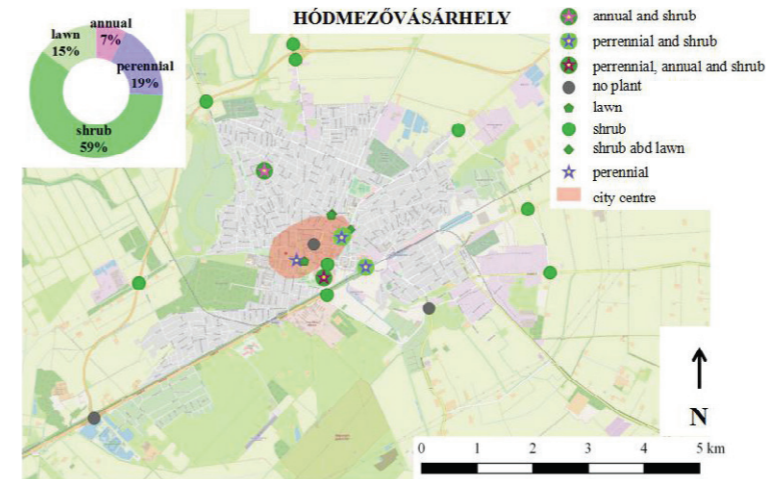 HÓDMEZŐVÁSÁRHELY
annual
7%
lawn
15%
perennial
19%
shrub
59%
annual and shrub
perrennial and shrub
perrennial, annual and shrub
no plant
lawn
shrub
shrub abd lawn
perennial
city centre
N
0 1 2 3 4 5 km